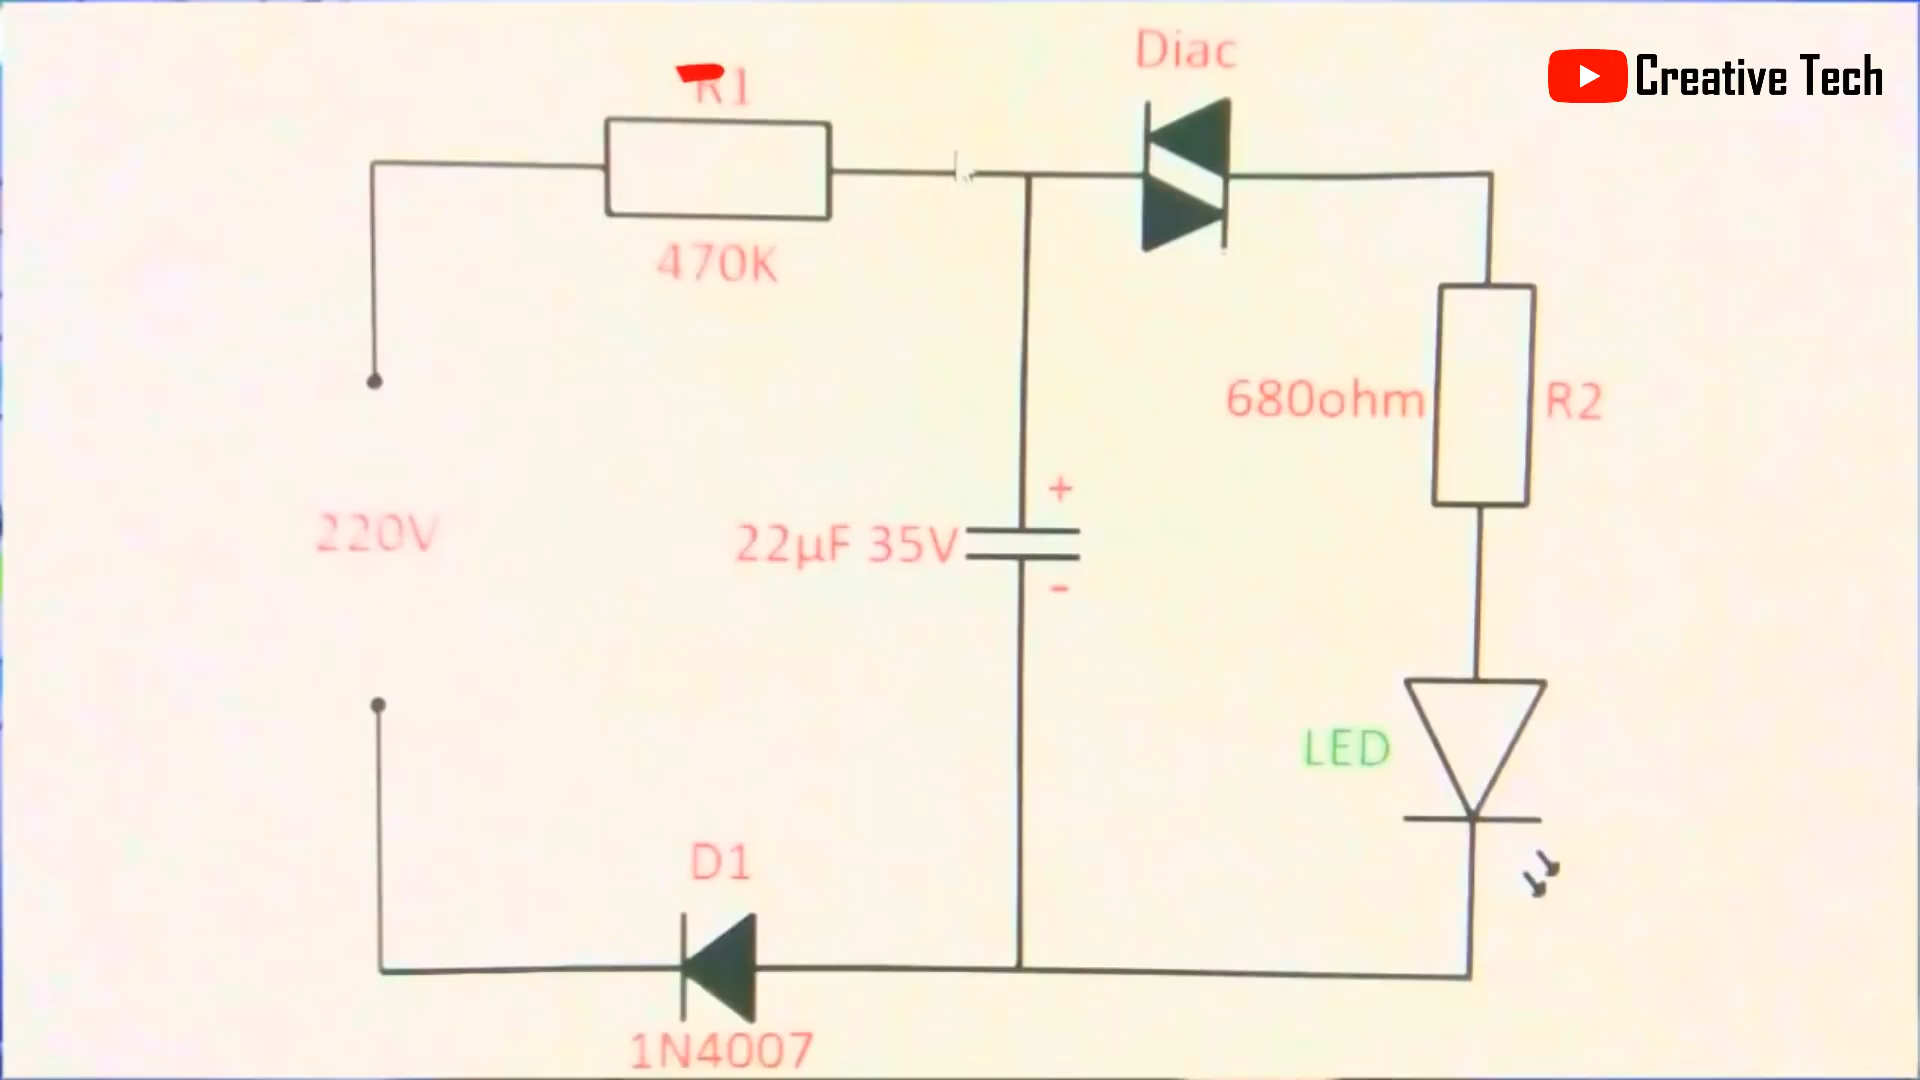 Diac
Creative Tech
R1
470K
680ohm
R2
220V
+
22µF 35V
-
LED
D1
1N4007